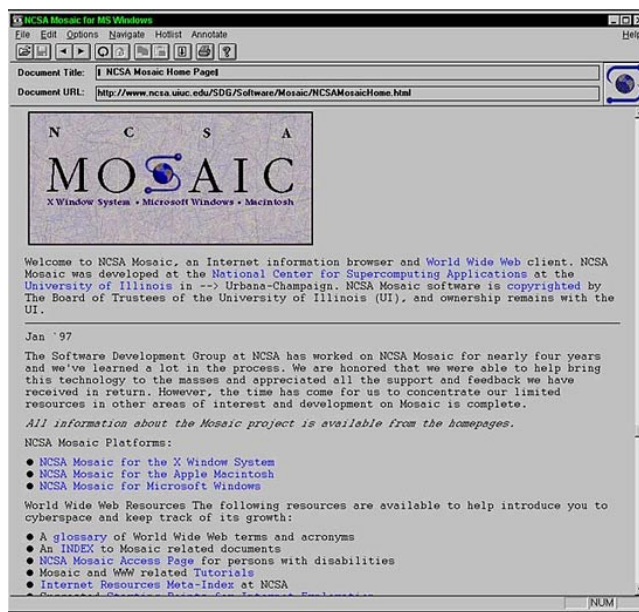 NCSA Mosaic for MS Windows
File Edit Options Navigate Hotlist Annotate Help
Document Title: NCSA Mosaic Home Page
Document URL: http://www.ncsa.uiuc.edu/SDG/Software/Mosaic/NCSAMosaicHome.html
N C S A
MOSAIC
X Window System • Microsoft Windows • Macintosh
Welcome to NCSA Mosaic, an Internet information browser and World Wide Web client. NCSA
Mosaic was developed at the National Center for Supercomputing Applications at the
University of Illinois in --> Urbana-Champaign. NCSA Mosaic software is copyrighted by
The Board of Trustees of the University of Illinois (UI), and ownership remains with the
UI.
Jan `97
The Software Development Group at NCSA has worked on NCSA Mosaic for nearly four years
and we've learned a lot in the process. We are honored that we were able to help bring
this technology to the masses and appreciated all the support and feedback we have
received in return. However, the time has come for us to concentrate our limited
resources in other areas of interest and development on Mosaic is complete.
All information about the Mosaic project is available from the homepages.
NCSA Mosaic Platforms:
● NCSA Mosaic for the X Window System
● NCSA Mosaic for the Apple Macintosh
● NCSA Mosaic for Microsoft Windows
World Wide Web Resources The following resources are available to help introduce you to
cyberspace and keep track of its growth:
● A glossary of World Wide Web terms and acronyms
● An INDEX to Mosaic related documents
● NCSA Mosaic Access Page for persons with disabilities
● Mosaic and WWW related Tutorials
● Internet Resources Meta-Index at NCSA
NUM